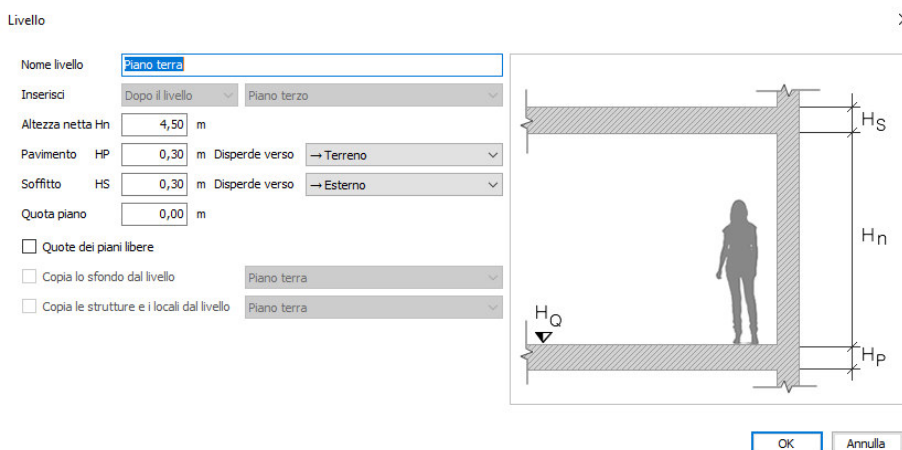 Livello
Nome livello Piano terra
Inserisci Dopo il livello Piano terzo
Altezza netta Hn 4,50 m
Pavimento HP 0,30 m Disperde verso → Terreno
Soffitto HS 0,30 m Disperde verso → Esterno
Quota piano 0,00 m
Quote dei piani libere
Copia lo sfondo dal livello Piano terra
Copia le strutture e i locali dal livello Piano terra
HS
Hn
HQ
HP
OK Annulla